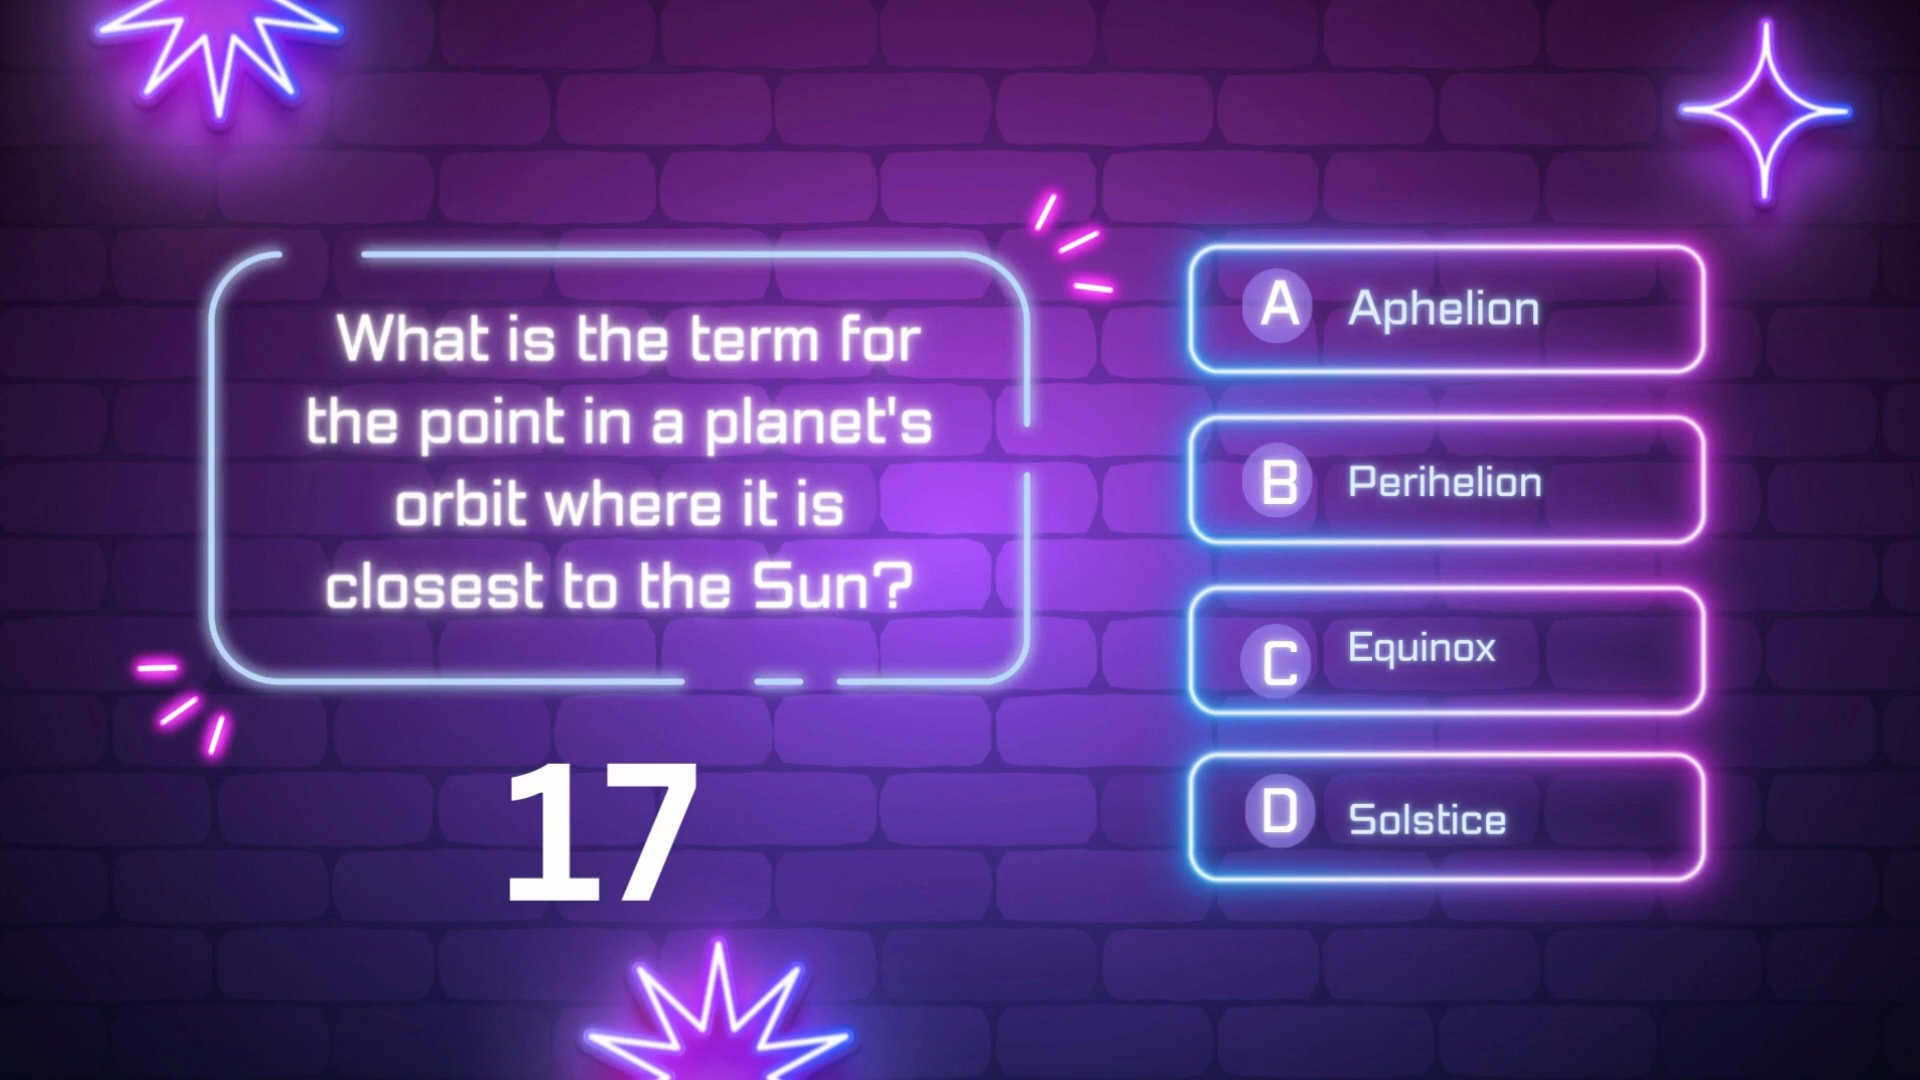 What is the term for
the point in a planet's
orbit where it is
closest to the Sun?
17
A Aphelion
B Perihelion
C Equinox
D Solstice